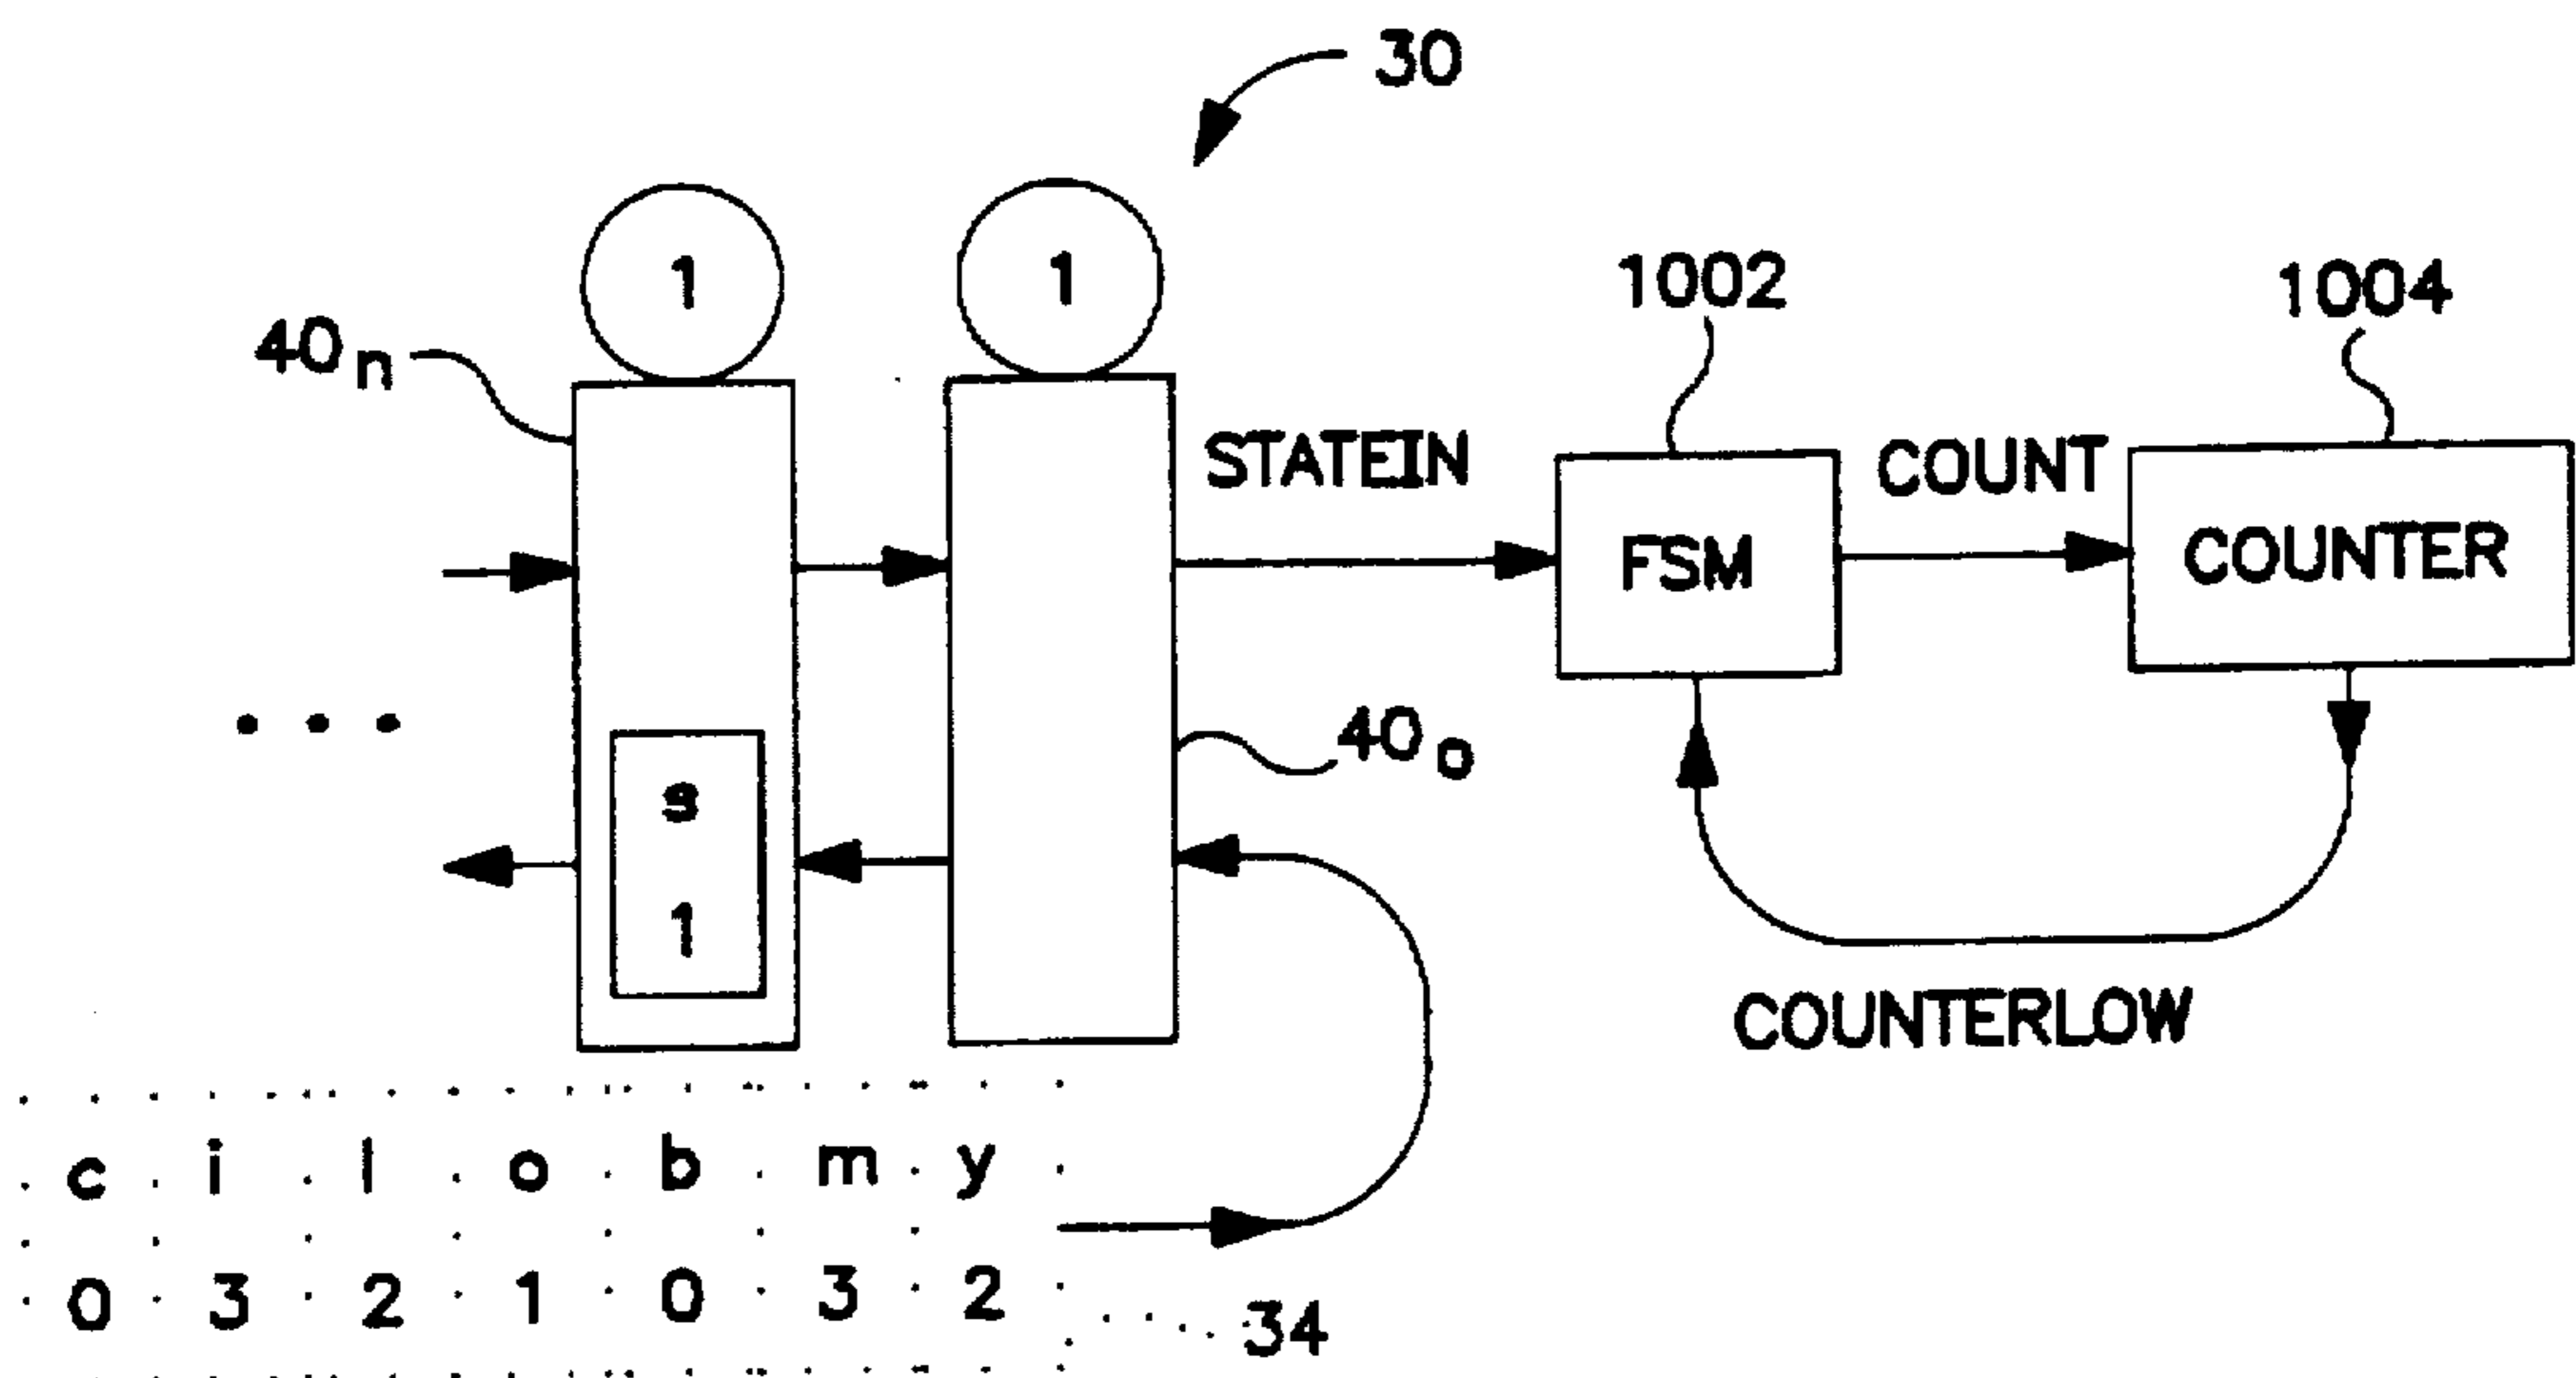 30
1 1
40n
1002
1004
STATEIN
FSM
COUNT
COUNTER
40o
s
1
COUNTERLOW
c i l o b m y
0 3 2 1 0 3 2
34